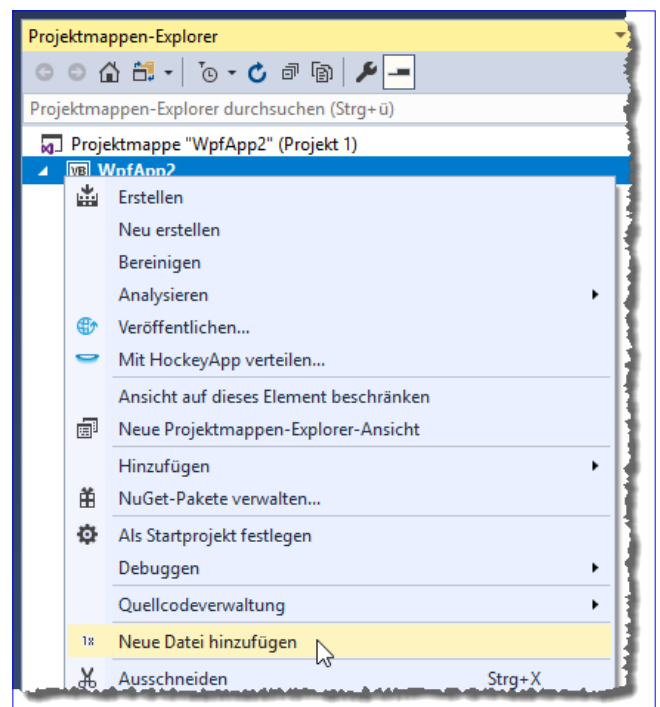 Projektmappen-Explorer
Projektmappen-Explorer durchsuchen (Strg+ü)
Projektmappe "WpfApp2" (Projekt 1)
VB WpfApp2
Erstellen
Neu erstellen
Bereinigen
Analysieren
Veröffentlichen...
Mit HockeyApp verteilen...
Ansicht auf dieses Element beschränken
Neue Projektmappen-Explorer-Ansicht
Hinzufügen
NuGet-Pakete verwalten...
Als Startprojekt festlegen
Debuggen
Quellcodeverwaltung
Neue Datei hinzufügen
Ausschneiden Strg+X